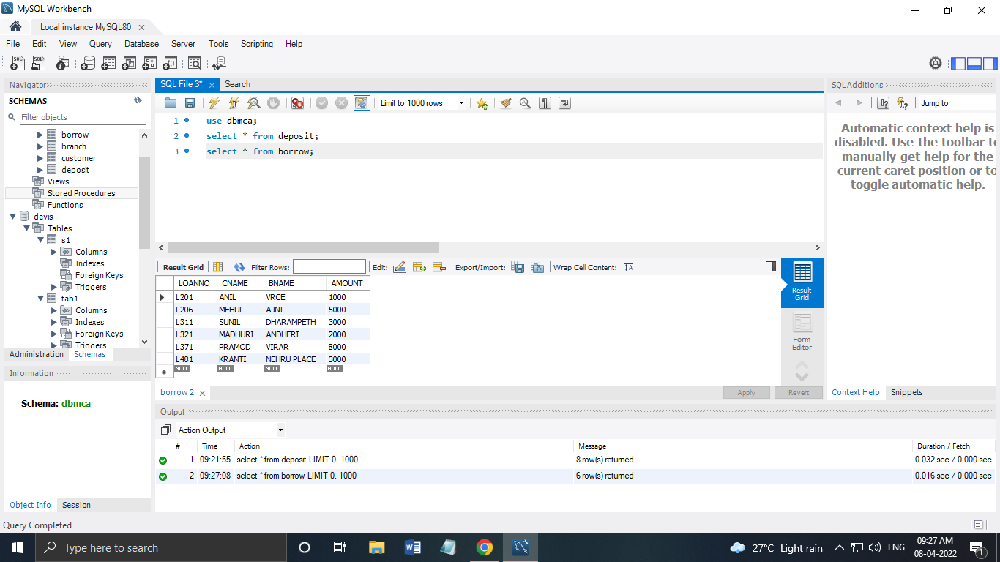 MySQL Workbench
Local instance MySQL80
File Edit View Query Database Server Tools Scripting Help
Navigator
SCHEMAS
Filter objects
borrow
branch
customer
deposit
Views
Stored Procedures
Functions
devis
Tables
s1
Columns
Indexes
Foreign Keys
Triggers
tab1
Columns
Indexes
Foreign Keys
Triggers
Administration Schemas
Information
Schema: dbmca
Object Info Session
SQL File 3* Search
Limit to 1000 rows
1 use dbmca;
2 select * from deposit;
3 select * from borrow;
Result Grid Filter Rows: Edit: Export/Import: Wrap Cell Content:
LOANNO CNAME BNAME AMOUNT
L201 ANIL VRCE 1000
L206 MEHUL AJNI 5000
L311 SUNIL DHARAMPETH 3000
L321 MADHURI ANDHERI 2000
L371 PRAMOD VIRAR 8000
L481 KRANTI NEHRU PLACE 3000
NULL NULL NULL NULL
Result
Grid
Form
Editor
borrow 2 Apply Revert
SQLAdditions
Jump to
Automatic context help is
disabled. Use the toolbar to
manually get help for the
current caret position or to
toggle automatic help.
Context Help Snippets
Output
Action Output
# Time Action Message Duration / Fetch
1 09:21:55 select * from deposit LIMIT 0, 1000 8 row(s) returned 0.032 sec / 0.000 sec
2 09:27:08 select * from borrow LIMIT 0, 1000 6 row(s) returned 0.016 sec / 0.000 sec
Query Completed
Type here to search
27°C Light rain
ENG
09:27 AM
08-04-2022
1